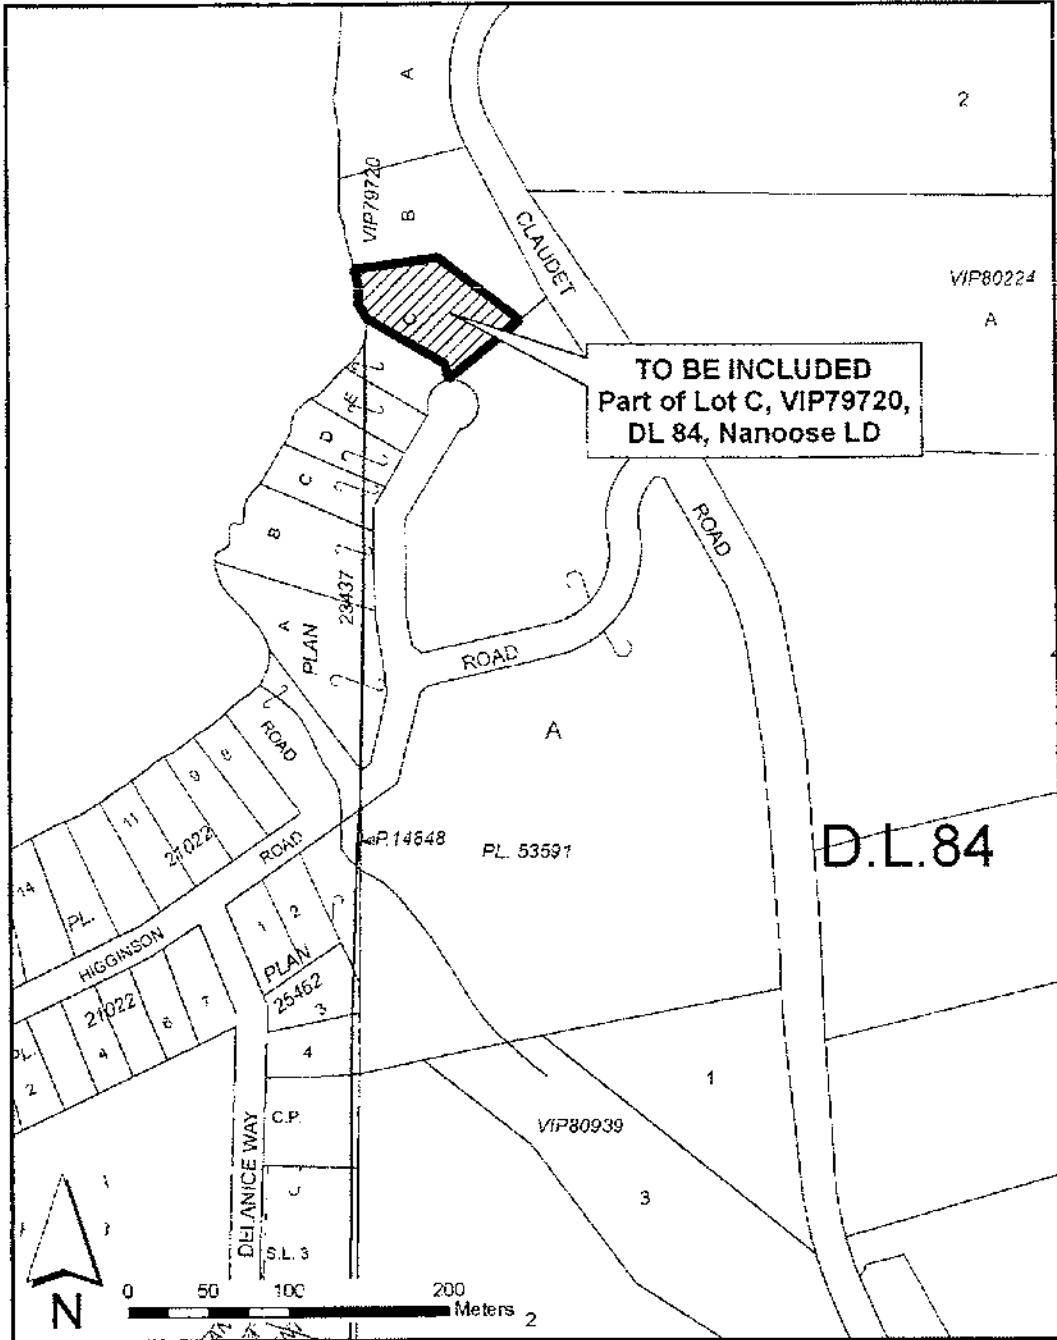 A
2
VIP79720
B
CLAUDET
VIP80224
A
C
TO BE INCLUDED
Part of Lot C, VIP79720,
DL 84, Nanoose LD
E
D
C
B
ROAD
23437
A
PLAN
ROAD
A
ROAD
8
9
11
21022
ROAD
14
PL.
P.14848
PL. 53591
D.L.84
HIGGINSON
1
2
PLAN
25462
3
21022
7
6
4
PL.
2
4
1
C.P.
VIP80939
DELANICE WAY
3
S.L. 3
N
0 50 100 200
Meters
2